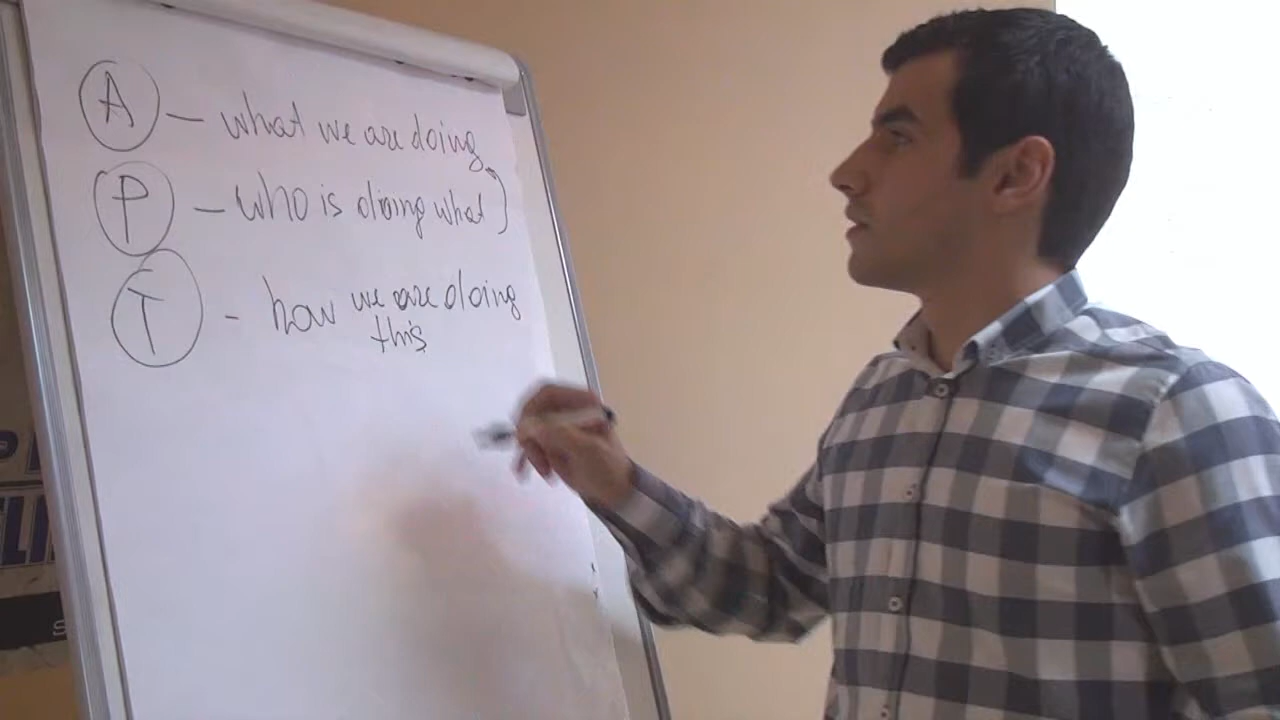 A – what we are doing
P – who is doing what
T - how we are doing
this